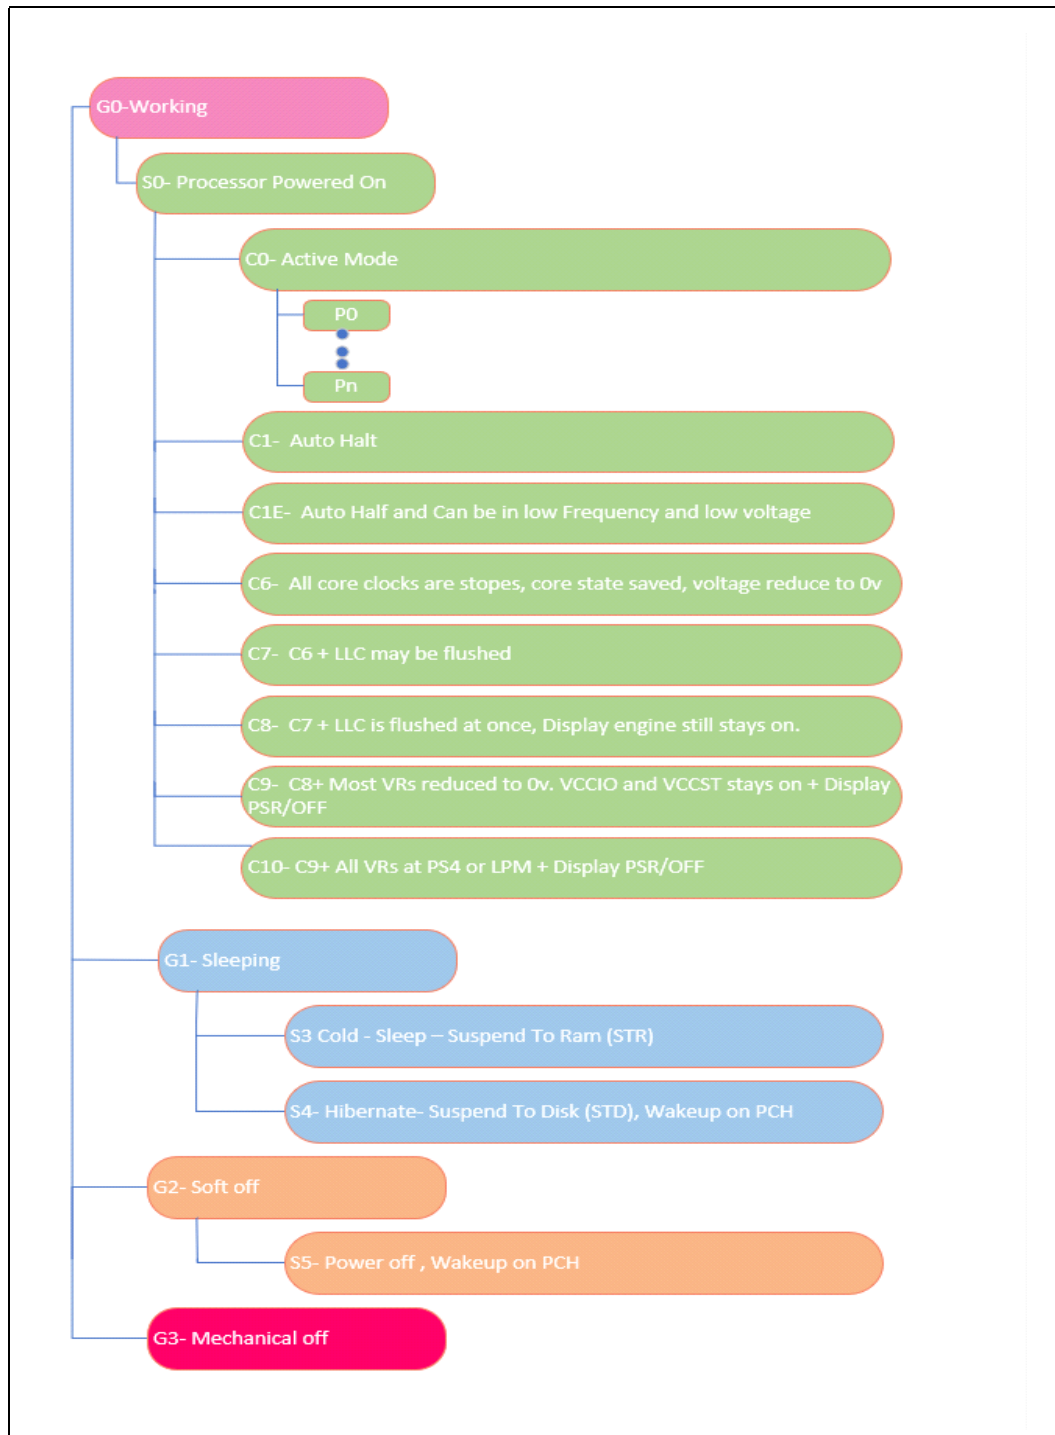 G0-Working
S0- Processor Powered On
C0- Active Mode
P0
Pn
C1-  Auto Halt
C1E-  Auto Half and Can be in low Frequency and low voltage
C6-  All core clocks are stopes, core state saved, voltage reduce to 0v
C7-  C6 + LLC may be flushed
C8-  C7 + LLC is flushed at once, Display engine still stays on.
C9-  C8+ Most VRs reduced to 0v. VCCIO and VCCST stays on + Display
PSR/OFF
C10- C9+ All VRs at PS4 or LPM + Display PSR/OFF
G1- Sleeping
S3 Cold - Sleep – Suspend To Ram (STR)
S4- Hibernate- Suspend To Disk (STD), Wakeup on PCH
G2- Soft off
S5- Power off , Wakeup on PCH
G3- Mechanical off